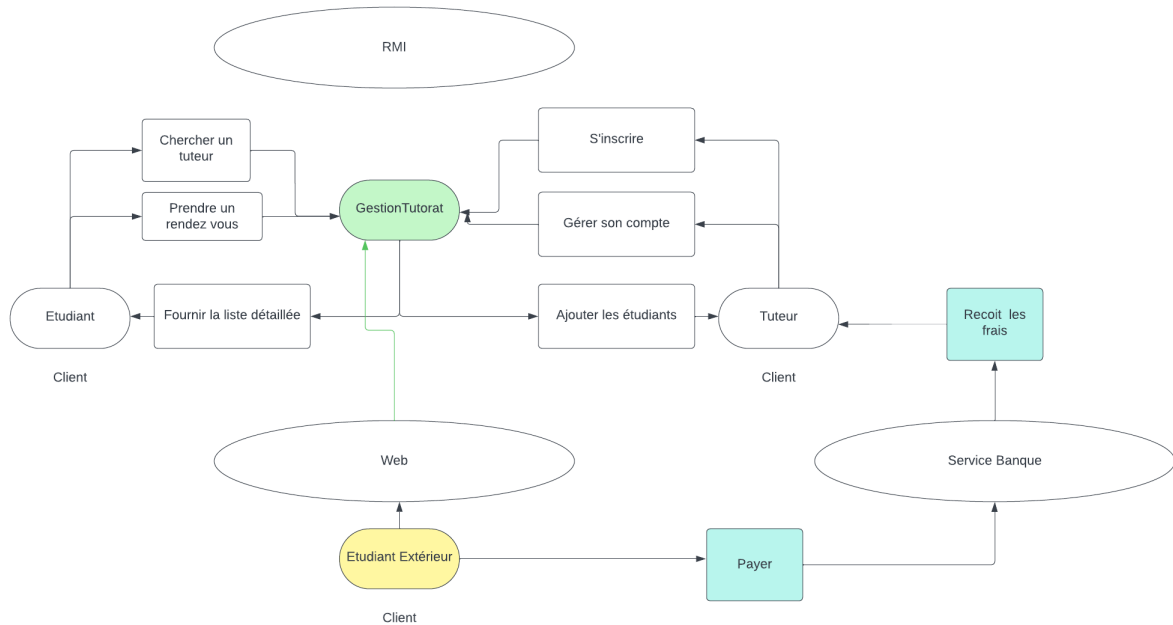 RMI
Chercher un
tuteur
S'inscrire
Prendre un
rendez vous
GestionTutorat
Gérer son compte
Etudiant
Fournir la liste détaillée
Ajouter les étudiants
Tuteur
Recoit les
frais
Client
Client
Web
Service Banque
Etudiant Extérieur
Payer
Client